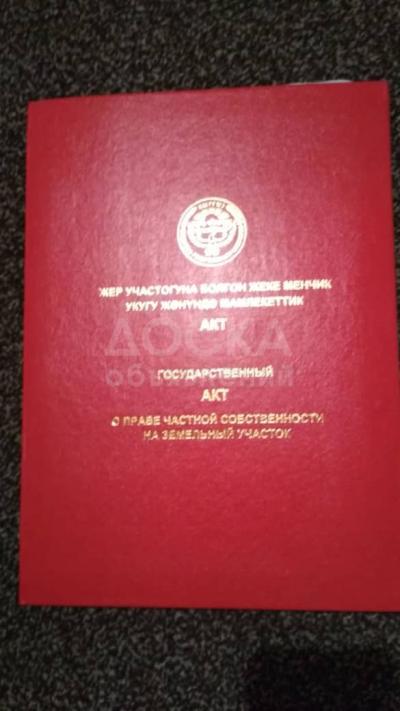 ЖЕР УЧАСТОГУНА БОЛГОН ЖЕКЕ МЕНЧИК
УКУГУ ЖӨНҮНДӨ МАМЛЕКЕТТИК
АКТ
ДОСКА
объявлений
ГОСУДАРСТВЕННЫЙ
АКТ
О ПРАВЕ ЧАСТНОЙ СОБСТВЕННОСТИ
НА ЗЕМЕЛЬНЫЙ УЧАСТОК